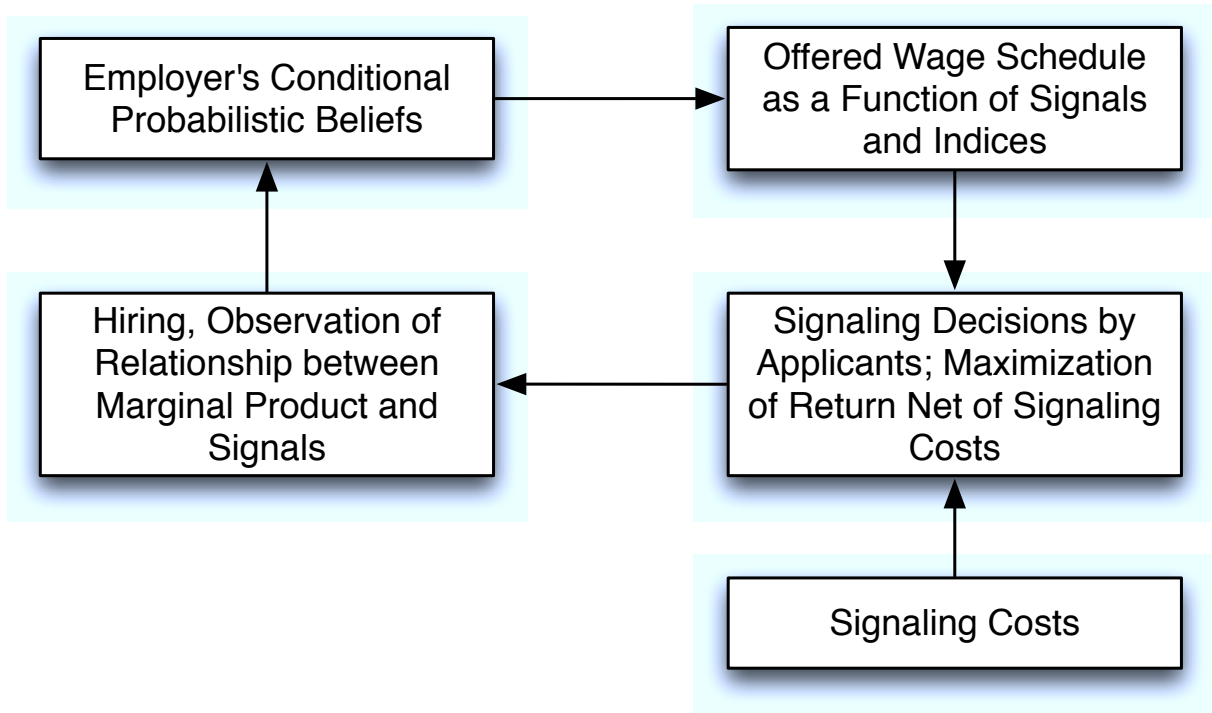 Employer's Conditional
Probabilistic Beliefs
Offered Wage Schedule
as a Function of Signals
and Indices
Hiring, Observation of
Relationship between
Marginal Product and
Signals
Signaling Decisions by
Applicants; Maximization
of Return Net of Signaling
Costs
Signaling Costs